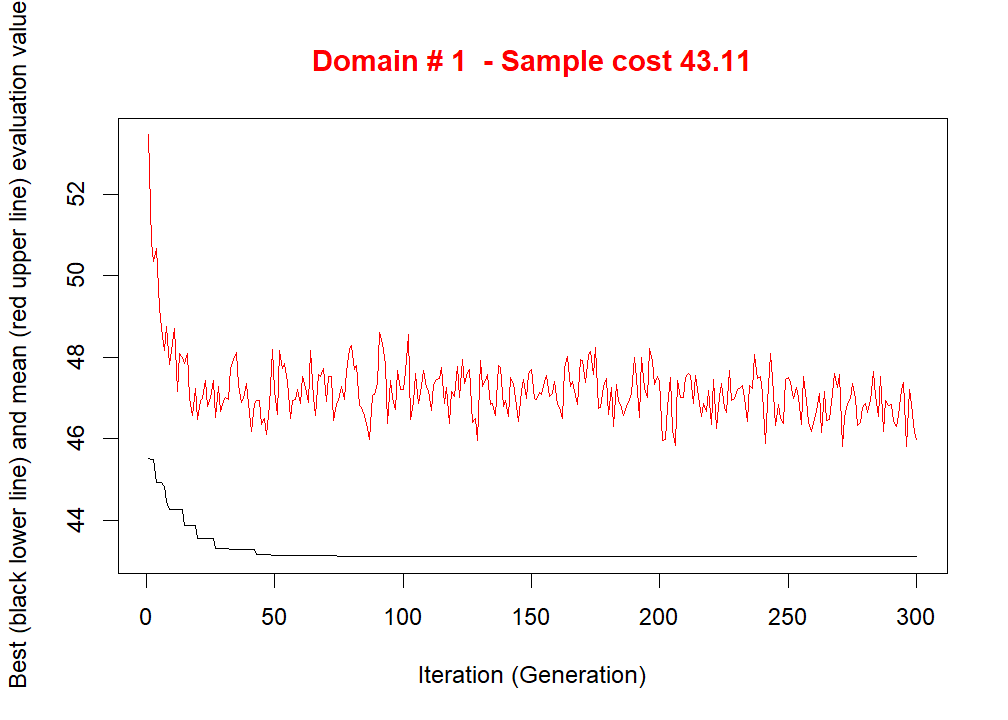 Domain # 1  - Sample cost 43.11
Best (black lower line) and mean (red upper line) evaluation value
52
50
48
46
44
0 50 100 150 200 250 300
Iteration (Generation)